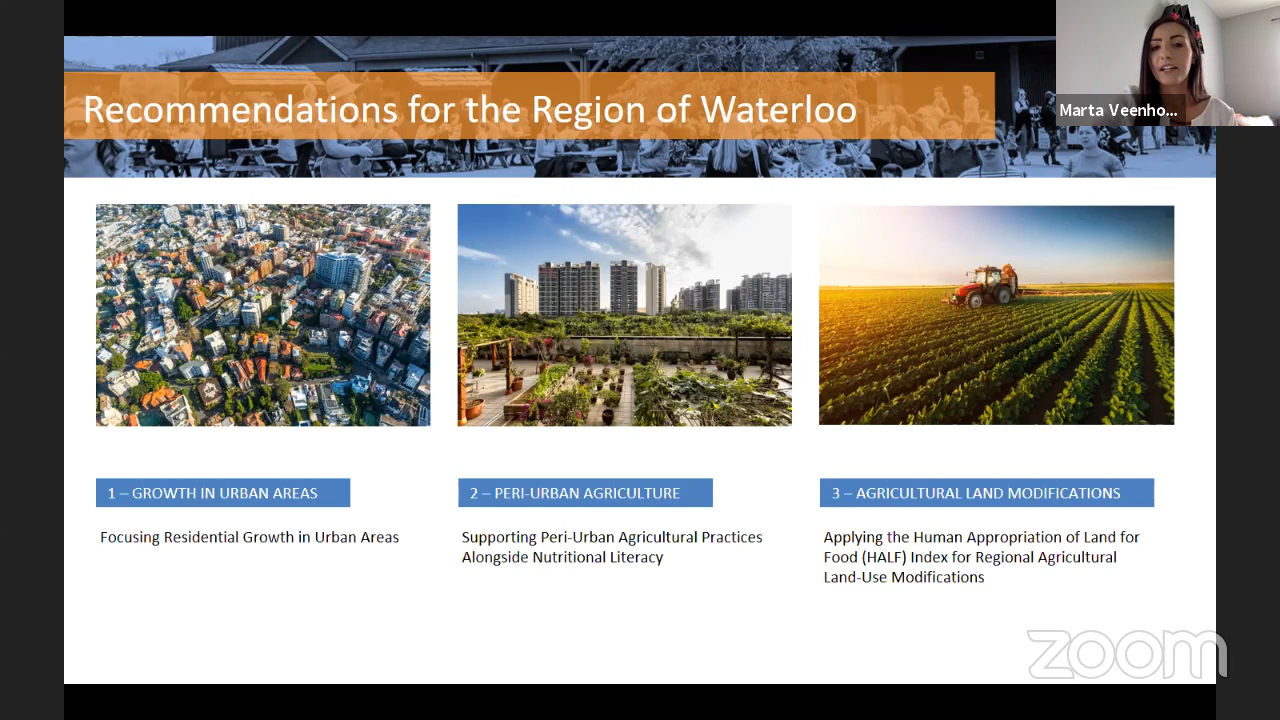 Recommendations for the Region of Waterloo
Marta Veenho...
1 – GROWTH IN URBAN AREAS
Focusing Residential Growth in Urban Areas
2 – PERI-URBAN AGRICULTURE
Supporting Peri-Urban Agricultural Practices
Alongside Nutritional Literacy
3 – AGRICULTURAL LAND MODIFICATIONS
Applying the Human Appropriation of Land for
Food (HALF) Index for Regional Agricultural
Land-Use Modifications
zoom